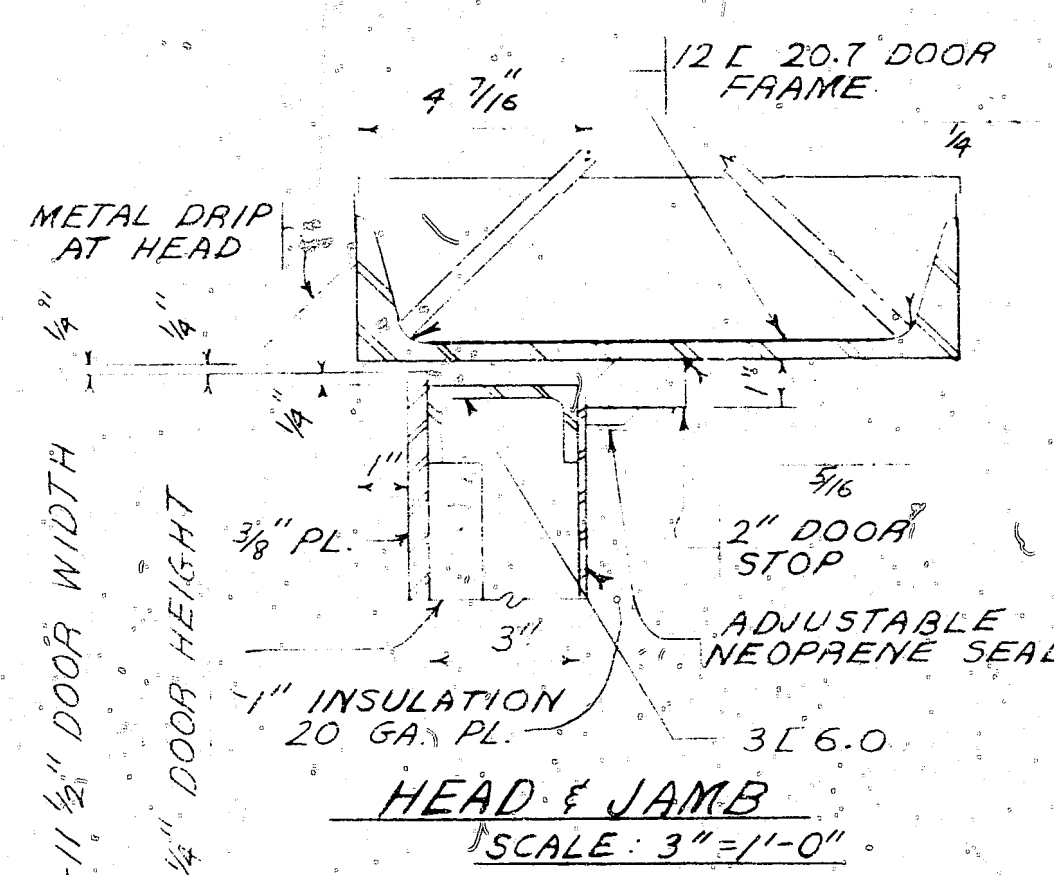 12 [ 20.7 DOOR
FRAME
4 7/16"
1/4
METAL DRIP
AT HEAD
1/4"
1/4"
1/4"
1"
1"
5/16
3/8" PL.
2" DOOR
STOP
3"
ADJUSTABLE
NEOPRENE SEAL
1" INSULATION
20 GA. PL.
3 [ 6.0
-11 1/2" DOOR WIDTH
1/4" DOOR HEIGHT
HEAD & JAMB
SCALE: 3"=1'-0"